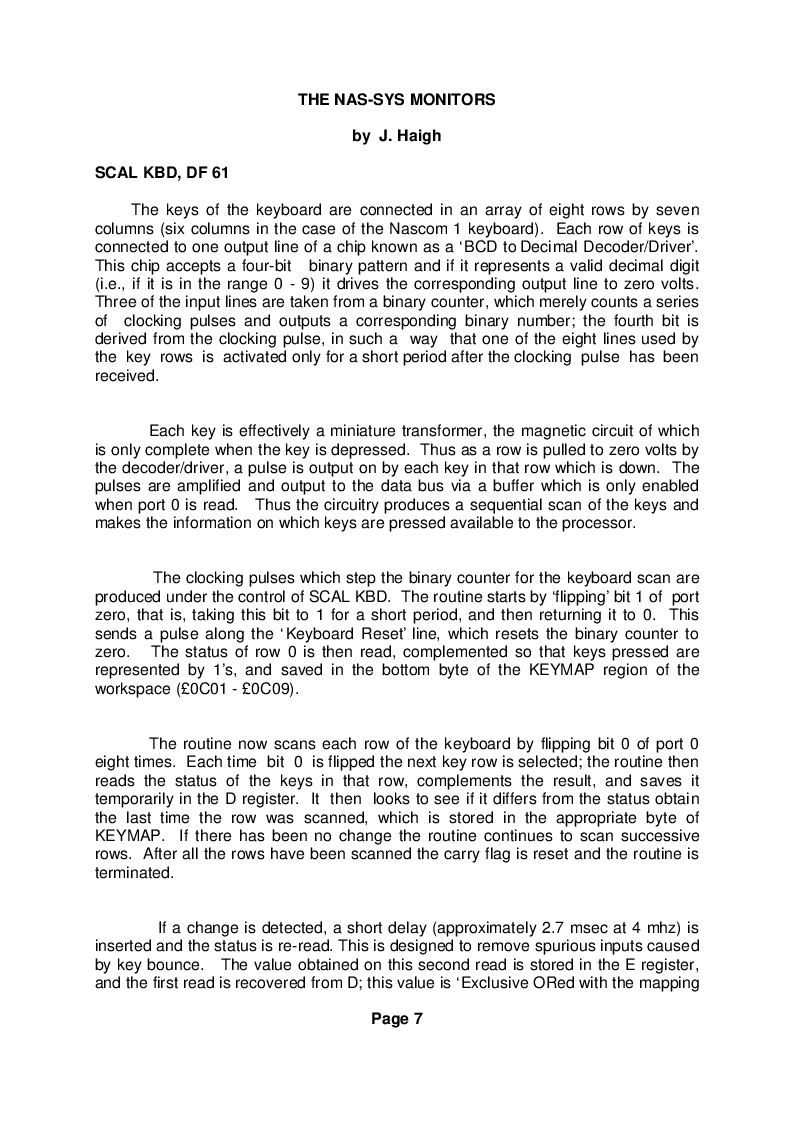 THE NAS-SYS MONITORS
by J. Haigh
SCAL KBD, DF 61
The keys of the keyboard are connected in an array of eight rows by seven
columns (six columns in the case of the Nascom 1 keyboard). Each row of keys is
connected to one output line of a chip known as a ‘BCD to Decimal Decoder/Driver’.
This chip accepts a four-bit binary pattern and if it represents a valid decimal digit
(i.e., if it is in the range 0 - 9) it drives the corresponding output line to zero volts.
Three of the input lines are taken from a binary counter, which merely counts a series
of clocking pulses and outputs a corresponding binary number; the fourth bit is
derived from the clocking pulse, in such a way that one of the eight lines used by
the key rows is activated only for a short period after the clocking pulse has been
received.
Each key is effectively a miniature transformer, the magnetic circuit of which
is only complete when the key is depressed. Thus as a row is pulled to zero volts by
the decoder/driver, a pulse is output on by each key in that row which is down. The
pulses are amplified and output to the data bus via a buffer which is only enabled
when port 0 is read. Thus the circuitry produces a sequential scan of the keys and
makes the information on which keys are pressed available to the processor.
The clocking pulses which step the binary counter for the keyboard scan are
produced under the control of SCAL KBD. The routine starts by ‘flipping’ bit 1 of port
zero, that is, taking this bit to 1 for a short period, and then returning it to 0. This
sends a pulse along the ‘Keyboard Reset’ line, which resets the binary counter to
zero. The status of row 0 is then read, complemented so that keys pressed are
represented by 1’s, and saved in the bottom byte of the KEYMAP region of the
workspace (£0C01 - £0C09).
The routine now scans each row of the keyboard by flipping bit 0 of port 0
eight times. Each time bit 0 is flipped the next key row is selected; the routine then
reads the status of the keys in that row, complements the result, and saves it
temporarily in the D register. It then looks to see if it differs from the status obtain
the last time the row was scanned, which is stored in the appropriate byte of
KEYMAP. If there has been no change the routine continues to scan successive
rows. After all the rows have been scanned the carry flag is reset and the routine is
terminated.
If a change is detected, a short delay (approximately 2.7 msec at 4 mhz) is
inserted and the status is re-read. This is designed to remove spurious inputs caused
by key bounce. The value obtained on this second read is stored in the E register,
and the first read is recovered from D; this value is ‘Exclusive ORed with the mapping
Page 7